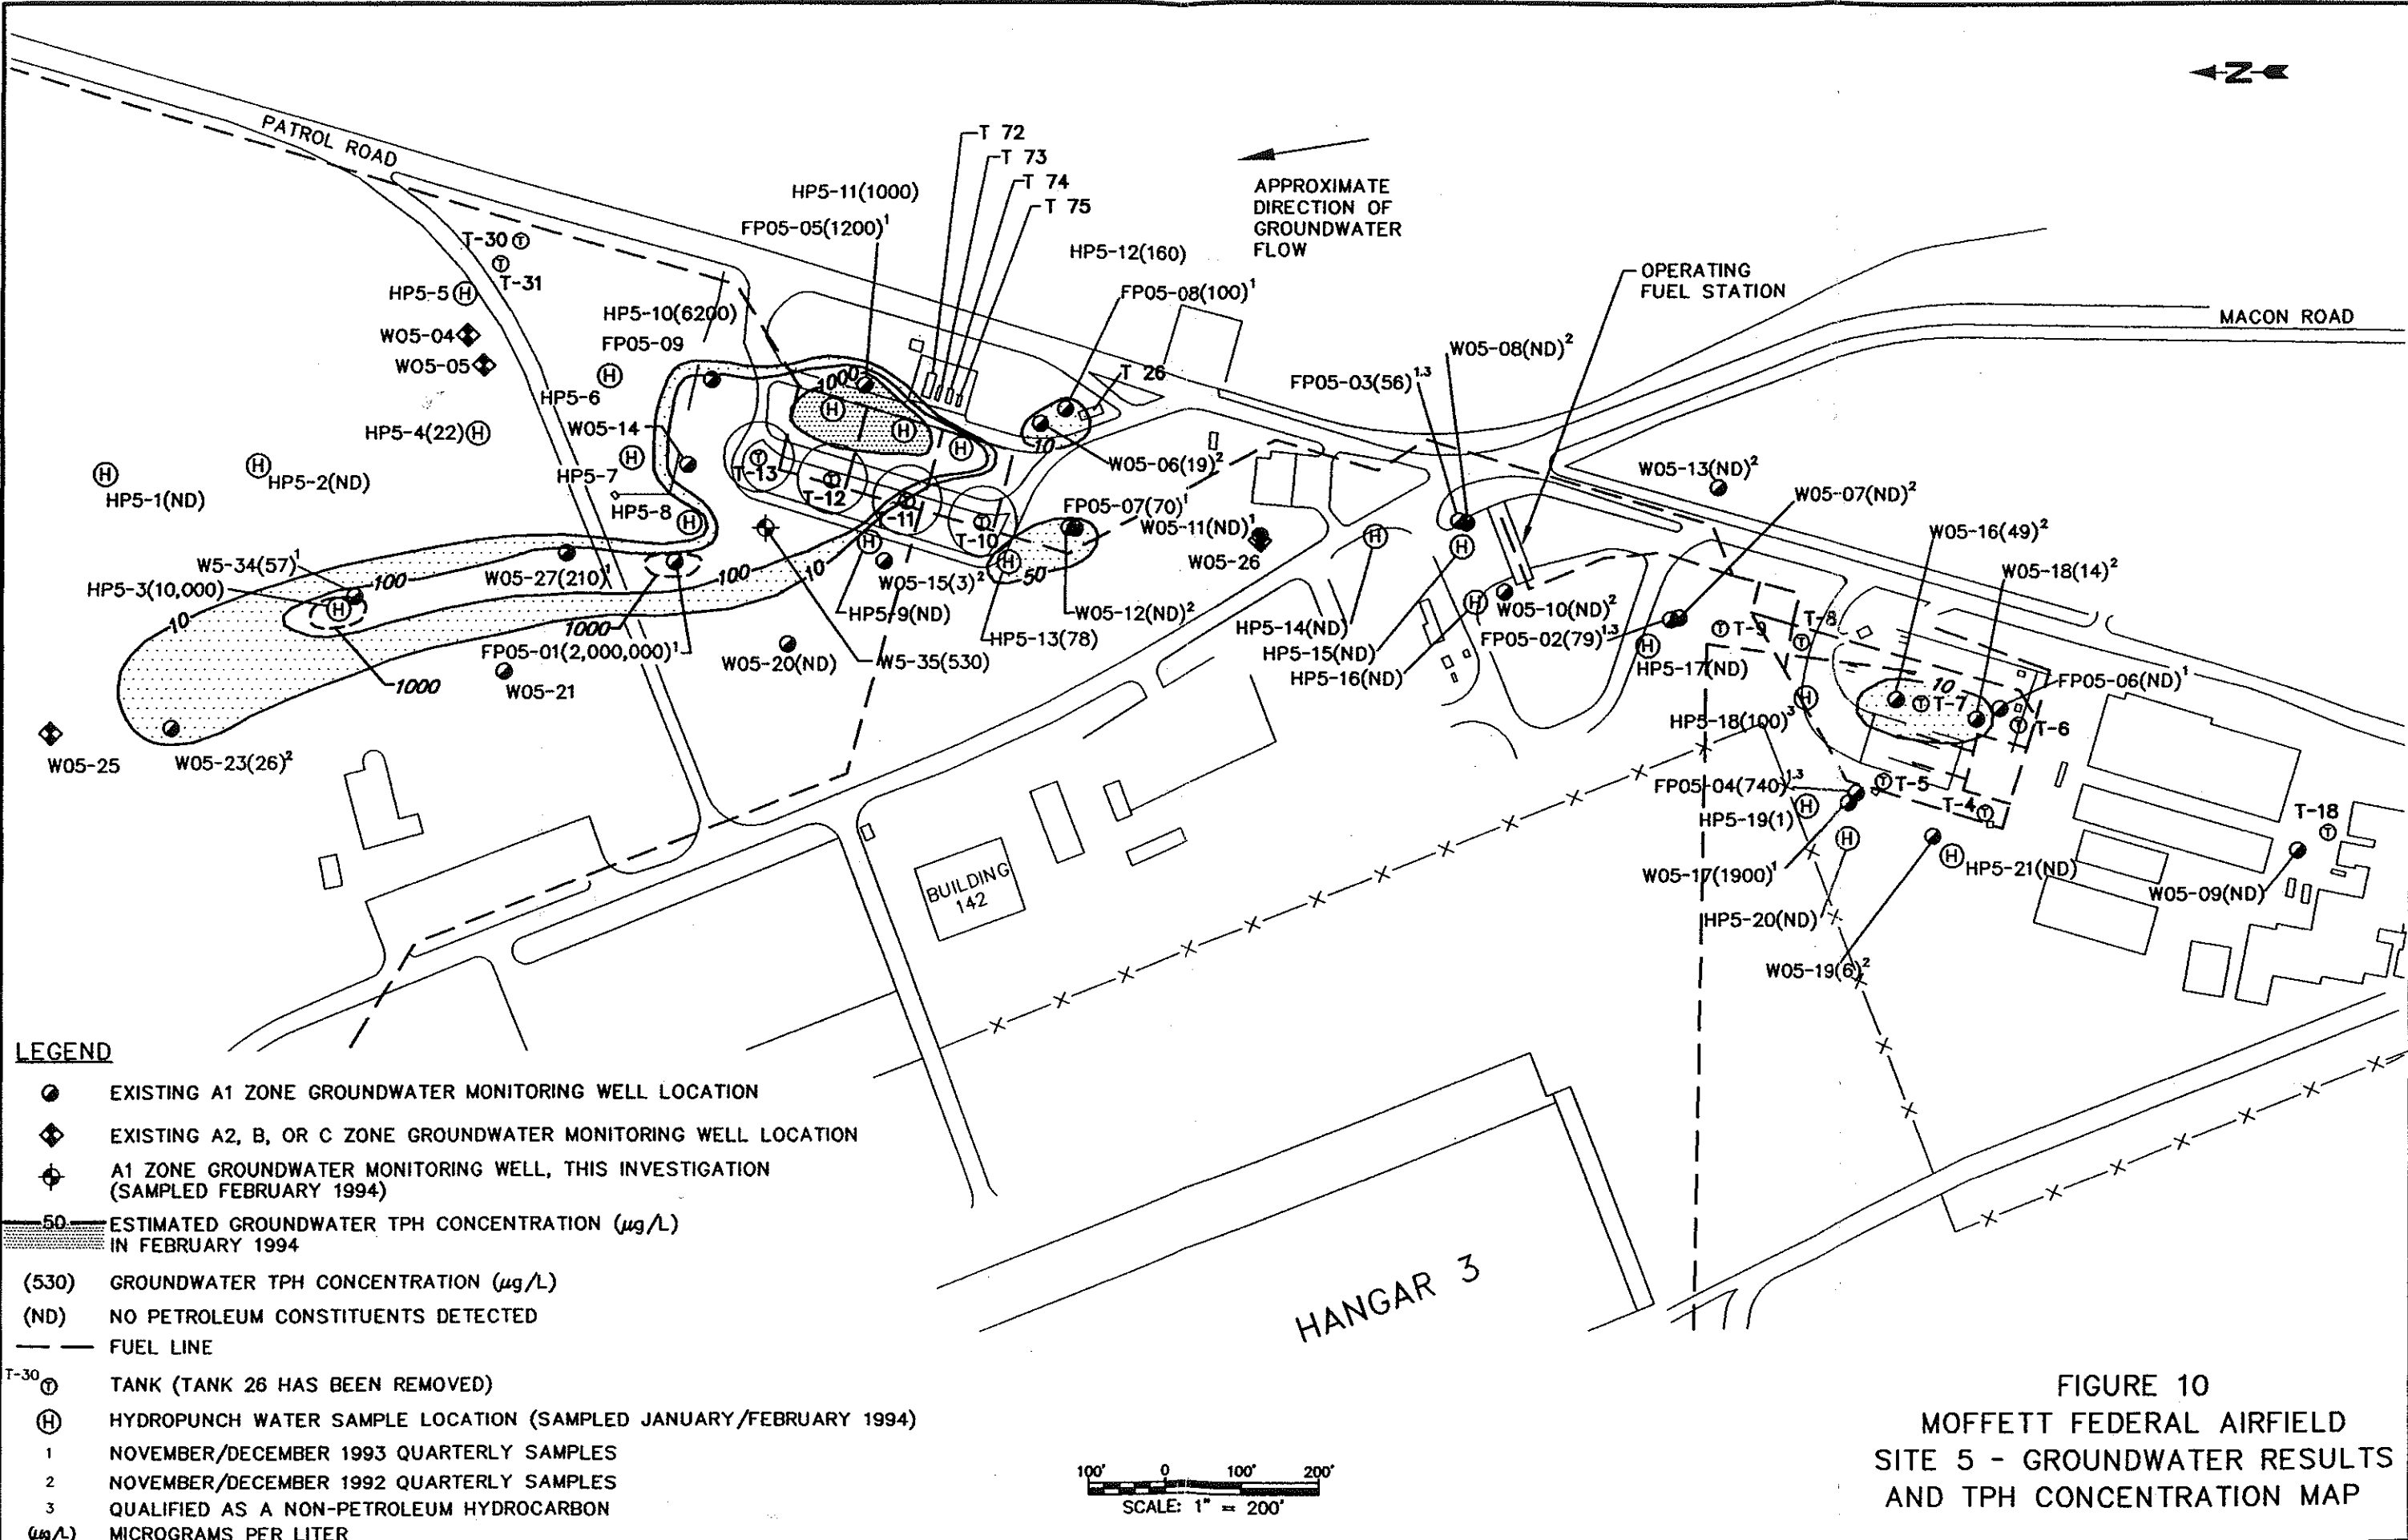 N
PATROL ROAD
T 72
T 73
T 74
T 75
HP5-11(1000)
FP05-05(1200)¹
APPROXIMATE
DIRECTION OF
GROUNDWATER
FLOW
HP5-12(160)
FP05-08(100)¹
OPERATING
FUEL STATION
MACON ROAD
T-30 T
T
T-31
HP5-5 H
W05-04
W05-05
HP5-10(6200)
FP05-09
H
HP5-6
HP5-4(22) H
W05-14
H
HP5-7
HP5-8 H
H
HP5-1(ND)
H
HP5-2(ND)
1000
H
H
H
T
T-13
T
T-12
T
T-11
T
T-10
T 26
10
W05-06(19)²
FP05-03(56)¹·³
W05-08(ND)²
W05-13(ND)²
W05-07(ND)²
FP05-07(70)¹
W05-11(ND)¹
W05-26
H
50
W05-12(ND)²
HP5-13(78)
H
W05-15(3)²
HP5-9(ND)
W5-35(530)
W05-20(ND)
W5-34(57)¹
HP5-3(10,000)
H
100
10
1000
W05-27(210)¹
1000
100
10
FP05-01(2,000,000)¹
W05-21
W05-25
W05-23(26)²
H
HP5-14(ND)
H
HP5-15(ND)
H
HP5-16(ND)
W05-10(ND)²
FP05-02(79)¹·³
H
HP5-17(ND)
T T-9
T-8
T
W05-16(49)²
W05-18(14)²
10
T T-7
FP05-06(ND)¹
T T-6
H
HP5-18(100)³
FP05-04(740)¹·³
T T-5
H
HP5-19(1)
T-4 T
W05-17(1900)¹
H
HP5-20(ND)
H
HP5-21(ND)
W05-19(6)²
T-18
T
W05-09(ND)
BUILDING
142
HANGAR 3
LEGEND
EXISTING A1 ZONE GROUNDWATER MONITORING WELL LOCATION
EXISTING A2, B, OR C ZONE GROUNDWATER MONITORING WELL LOCATION
A1 ZONE GROUNDWATER MONITORING WELL, THIS INVESTIGATION
(SAMPLED FEBRUARY 1994)
50 ESTIMATED GROUNDWATER TPH CONCENTRATION (µg/L)
IN FEBRUARY 1994
(530) GROUNDWATER TPH CONCENTRATION (µg/L)
(ND) NO PETROLEUM CONSTITUENTS DETECTED
FUEL LINE
T-30 T TANK (TANK 26 HAS BEEN REMOVED)
H HYDROPUNCH WATER SAMPLE LOCATION (SAMPLED JANUARY/FEBRUARY 1994)
1 NOVEMBER/DECEMBER 1993 QUARTERLY SAMPLES
2 NOVEMBER/DECEMBER 1992 QUARTERLY SAMPLES
3 QUALIFIED AS A NON-PETROLEUM HYDROCARBON
(µg/L) MICROGRAMS PER LITER
100' 0 100' 200'
SCALE: 1" = 200'
FIGURE 10
MOFFETT FEDERAL AIRFIELD
SITE 5 - GROUNDWATER RESULTS
AND TPH CONCENTRATION MAP